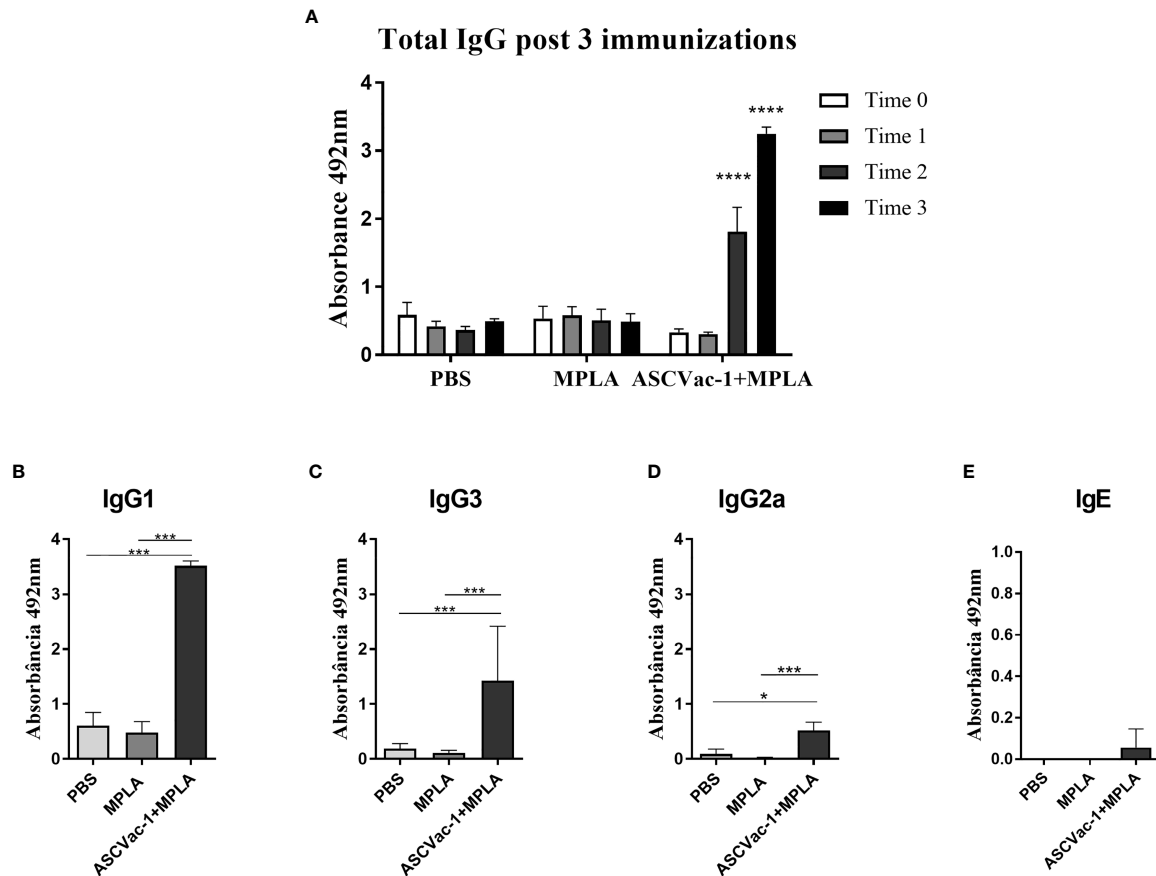 A
Total IgG post 3 immunizations
Absorbance 492nm
4
3
2
1
0
**** ****
PBS MPLA ASCVac-1+MPLA
Time 0
Time 1
Time 2
Time 3
B
IgG1
Absorbância 492nm
4
3
2
1
0
***
***
PBS
MPLA
ASCVac-1+MPLA
C
IgG3
Absorbância 492nm
4
3
2
1
0
***
***
PBS
MPLA
ASCVac-1+MPLA
D
IgG2a
Absorbância 492nm
4
3
2
1
0
***
*
PBS
MPLA
ASCVac-1+MPLA
E
IgE
Absorbância 492nm
1.0
0.8
0.6
0.4
0.2
0.0
PBS
MPLA
ASCVac-1+MPLA